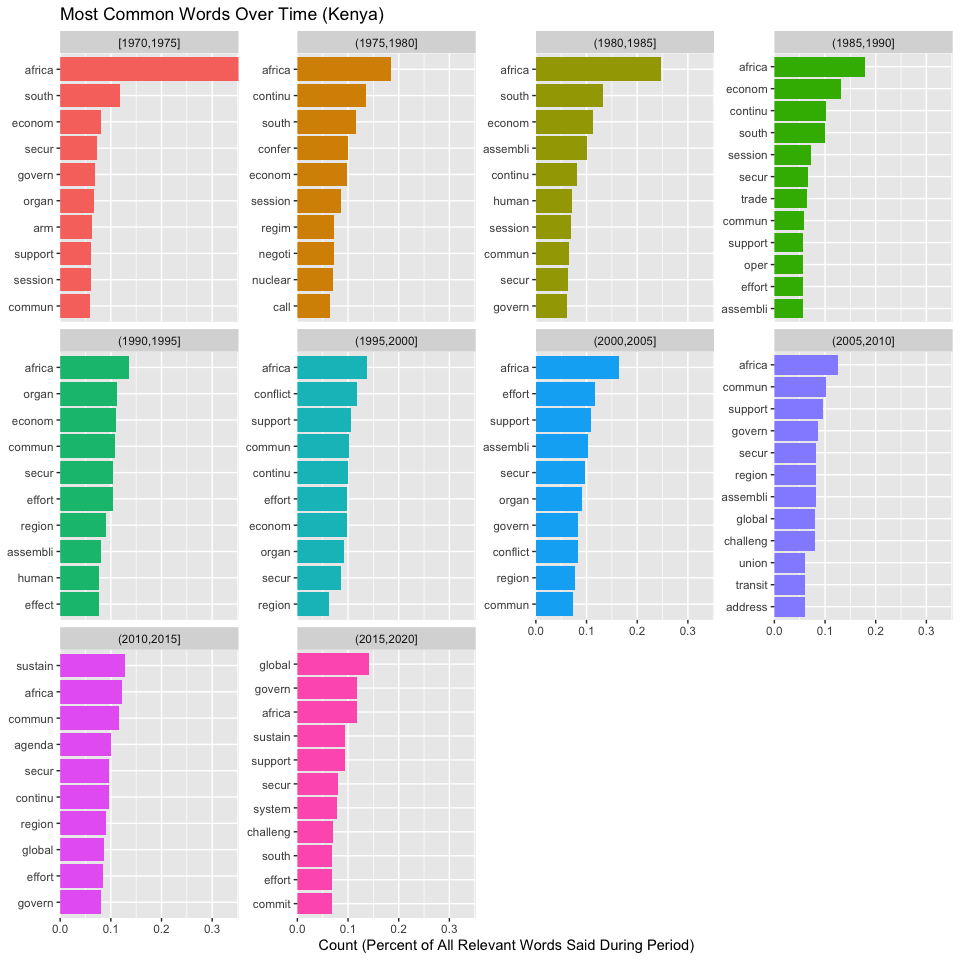 Most Common Words Over Time (Kenya)
[1970,1975]
africa
south
econom
secur
govern
organ
arm
support
session
commun
(1975,1980]
africa
continu
south
confer
econom
session
regim
negoti
nuclear
call
(1980,1985]
africa
south
econom
assembli
continu
human
session
commun
secur
govern
(1985,1990]
africa
econom
continu
south
session
secur
trade
commun
support
oper
effort
assembli
(1990,1995]
africa
organ
econom
commun
secur
effort
region
assembli
human
effect
(1995,2000]
africa
conflict
support
commun
continu
effort
econom
organ
secur
region
(2000,2005]
africa
effort
support
assembli
secur
organ
govern
conflict
region
commun
0.0 0.1 0.2 0.3
(2005,2010]
africa
commun
support
govern
secur
region
assembli
global
challeng
union
transit
address
0.0 0.1 0.2 0.3
(2010,2015]
sustain
africa
commun
agenda
secur
continu
region
global
effort
govern
0.0 0.1 0.2 0.3
(2015,2020]
global
govern
africa
sustain
support
secur
system
challeng
south
effort
commit
0.0 0.1 0.2 0.3
Count (Percent of All Relevant Words Said During Period)